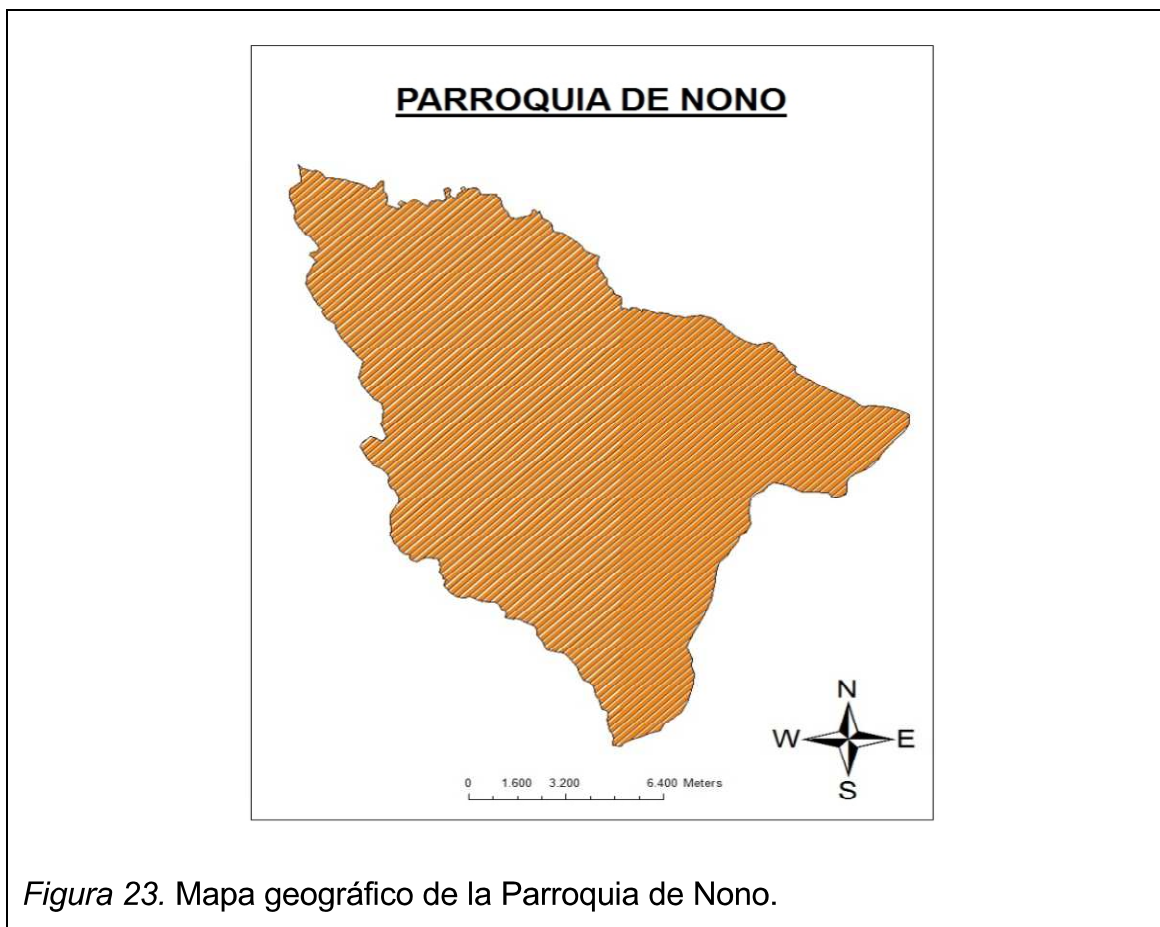 PARROQUIA DE NONO
N
W E
S
0 1.600 3.200 6.400 Meters
Figura 23. Mapa geográfico de la Parroquia de Nono.